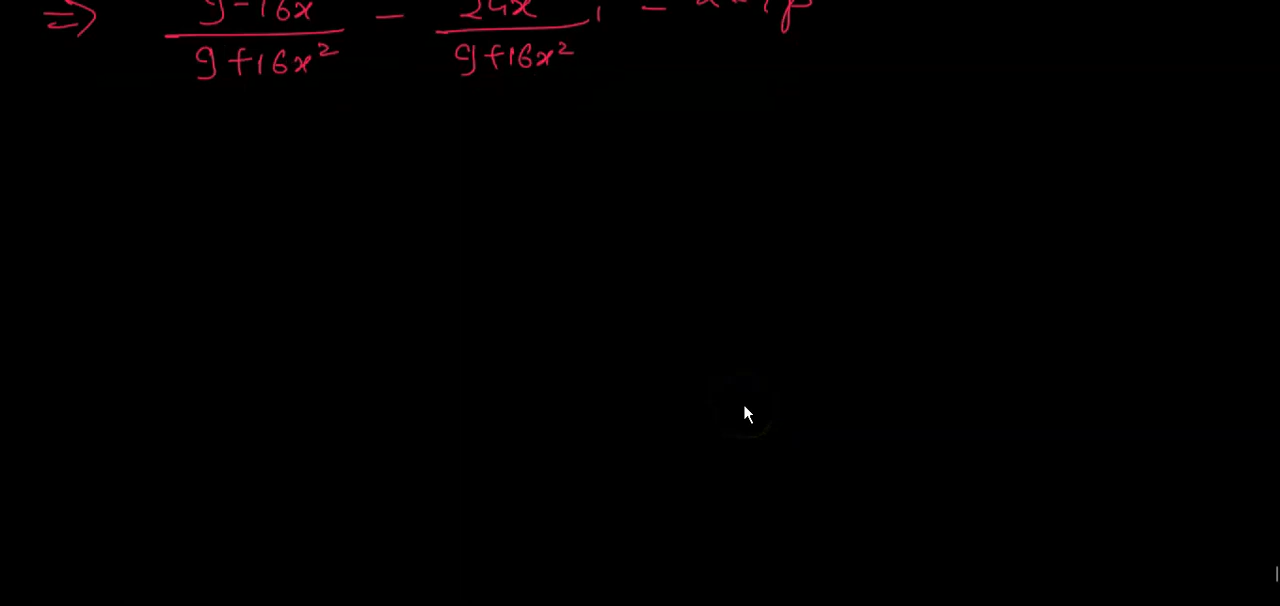 ⇒ 9-16x / 9+16x² - 24x / 9+16x² i =